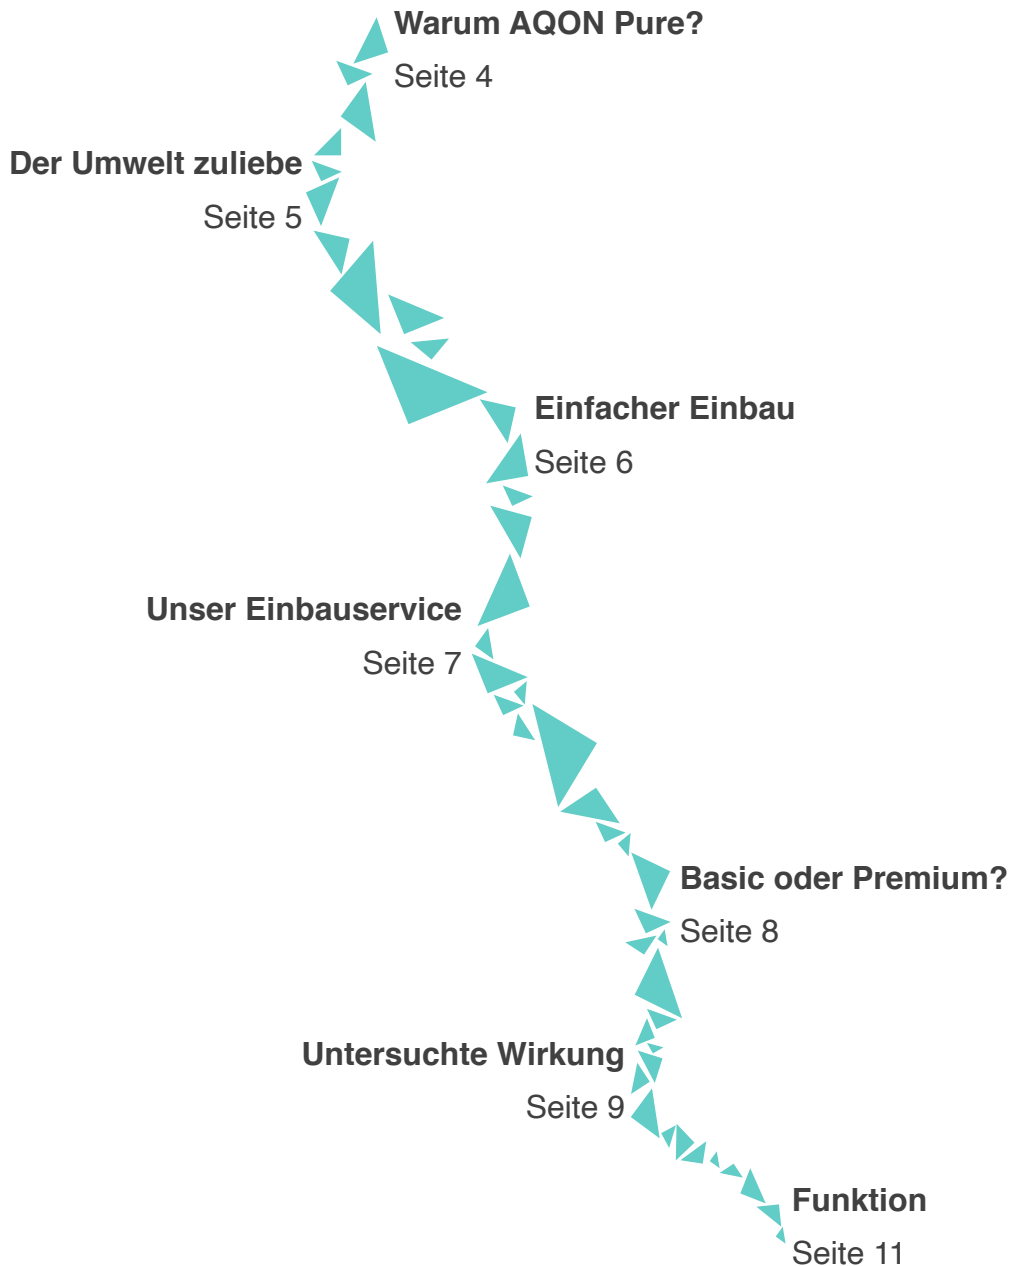 Warum AQON Pure?
Seite 4
Der Umwelt zuliebe
Seite 5
Einfacher Einbau
Seite 6
Unser Einbauservice
Seite 7
Basic oder Premium?
Seite 8
Untersuchte Wirkung
Seite 9
Funktion
Seite 11